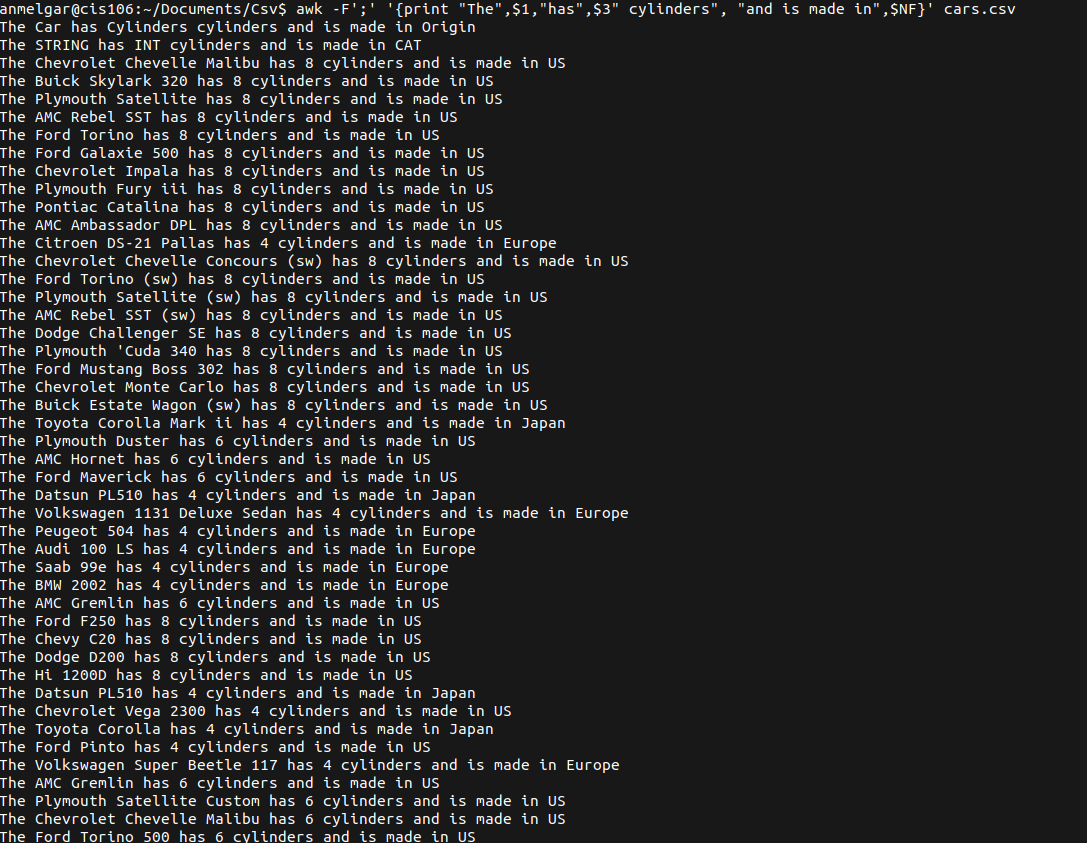 anmelgar@cis106:~/Documents/Csv$ awk -F';' '{print "The",$1,"has",$3" cylinders", "and is made in",$NF}' cars.csv
The Car has Cylinders cylinders and is made in Origin
The STRING has INT cylinders and is made in CAT
The Chevrolet Chevelle Malibu has 8 cylinders and is made in US
The Buick Skylark 320 has 8 cylinders and is made in US
The Plymouth Satellite has 8 cylinders and is made in US
The AMC Rebel SST has 8 cylinders and is made in US
The Ford Torino has 8 cylinders and is made in US
The Ford Galaxie 500 has 8 cylinders and is made in US
The Chevrolet Impala has 8 cylinders and is made in US
The Plymouth Fury iii has 8 cylinders and is made in US
The Pontiac Catalina has 8 cylinders and is made in US
The AMC Ambassador DPL has 8 cylinders and is made in US
The Citroen DS-21 Pallas has 4 cylinders and is made in Europe
The Chevrolet Chevelle Concours (sw) has 8 cylinders and is made in US
The Ford Torino (sw) has 8 cylinders and is made in US
The Plymouth Satellite (sw) has 8 cylinders and is made in US
The AMC Rebel SST (sw) has 8 cylinders and is made in US
The Dodge Challenger SE has 8 cylinders and is made in US
The Plymouth 'Cuda 340 has 8 cylinders and is made in US
The Ford Mustang Boss 302 has 8 cylinders and is made in US
The Chevrolet Monte Carlo has 8 cylinders and is made in US
The Buick Estate Wagon (sw) has 8 cylinders and is made in US
The Toyota Corolla Mark ii has 4 cylinders and is made in Japan
The Plymouth Duster has 6 cylinders and is made in US
The AMC Hornet has 6 cylinders and is made in US
The Ford Maverick has 6 cylinders and is made in US
The Datsun PL510 has 4 cylinders and is made in Japan
The Volkswagen 1131 Deluxe Sedan has 4 cylinders and is made in Europe
The Peugeot 504 has 4 cylinders and is made in Europe
The Audi 100 LS has 4 cylinders and is made in Europe
The Saab 99e has 4 cylinders and is made in Europe
The BMW 2002 has 4 cylinders and is made in Europe
The AMC Gremlin has 6 cylinders and is made in US
The Ford F250 has 8 cylinders and is made in US
The Chevy C20 has 8 cylinders and is made in US
The Dodge D200 has 8 cylinders and is made in US
The Hi 1200D has 8 cylinders and is made in US
The Datsun PL510 has 4 cylinders and is made in Japan
The Chevrolet Vega 2300 has 4 cylinders and is made in US
The Toyota Corolla has 4 cylinders and is made in Japan
The Ford Pinto has 4 cylinders and is made in US
The Volkswagen Super Beetle 117 has 4 cylinders and is made in Europe
The AMC Gremlin has 6 cylinders and is made in US
The Plymouth Satellite Custom has 6 cylinders and is made in US
The Chevrolet Chevelle Malibu has 6 cylinders and is made in US
The Ford Torino 500 has 6 cylinders and is made in US